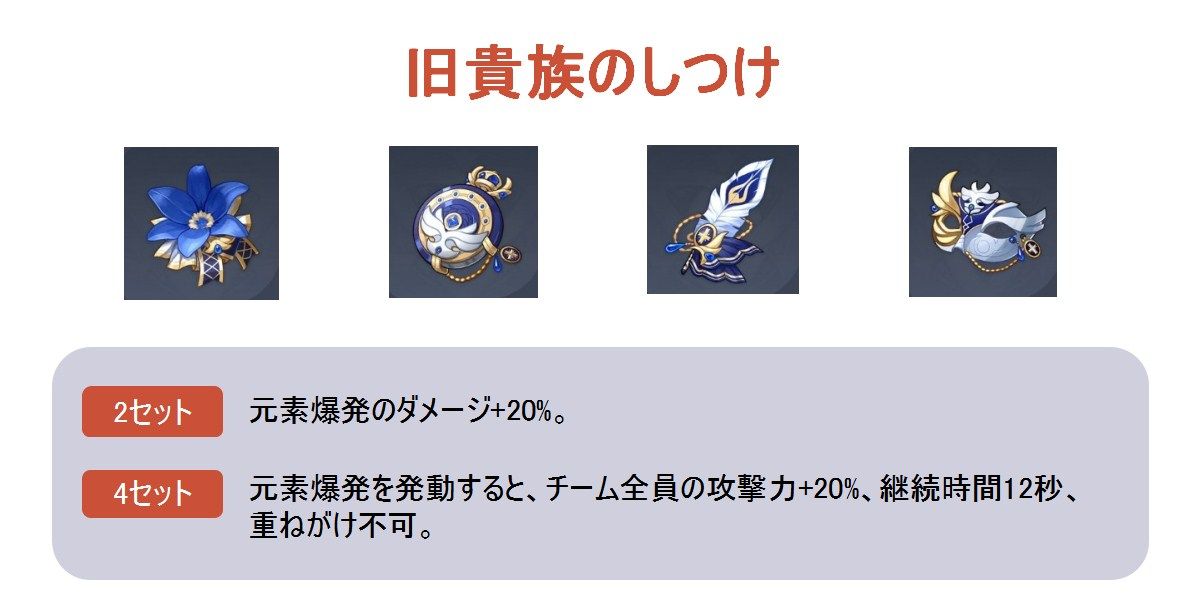 旧貴族のしつけ
2セット
元素爆発のダメージ+20%。
4セット
元素爆発を発動すると、チーム全員の攻撃力+20%、継続時間12秒、
重ねがけ不可。